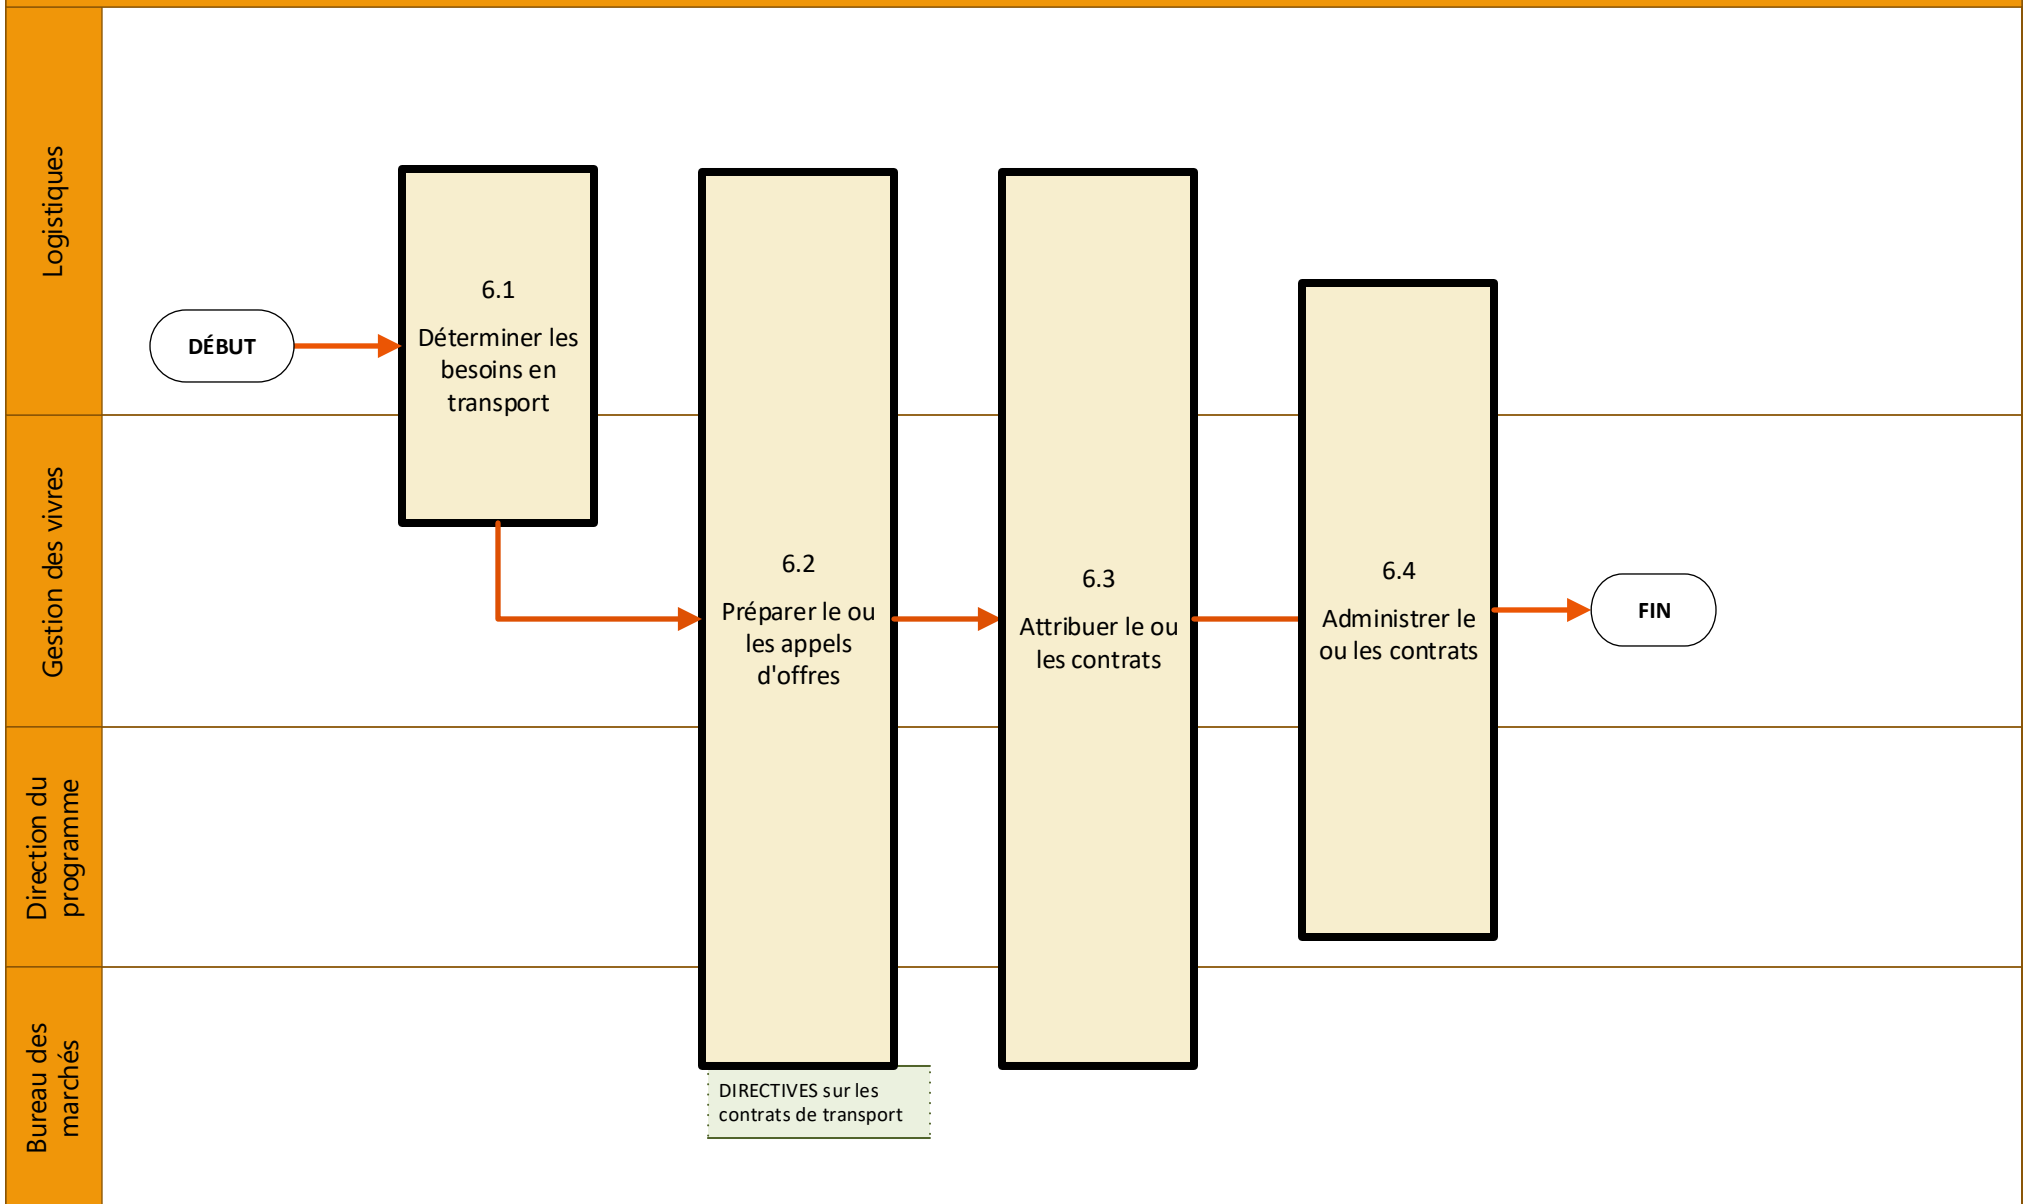 Logistiques
DÉBUT
6.1
Déterminer les
besoins en
transport
Gestion des vivres
6.2
Préparer le ou
les appels
d'offres
6.3
Attribuer le ou
les contrats
6.4
Administrer le
ou les contrats
FIN
Direction du
programme
Bureau des
marchés
DIRECTIVES sur les
contrats de transport